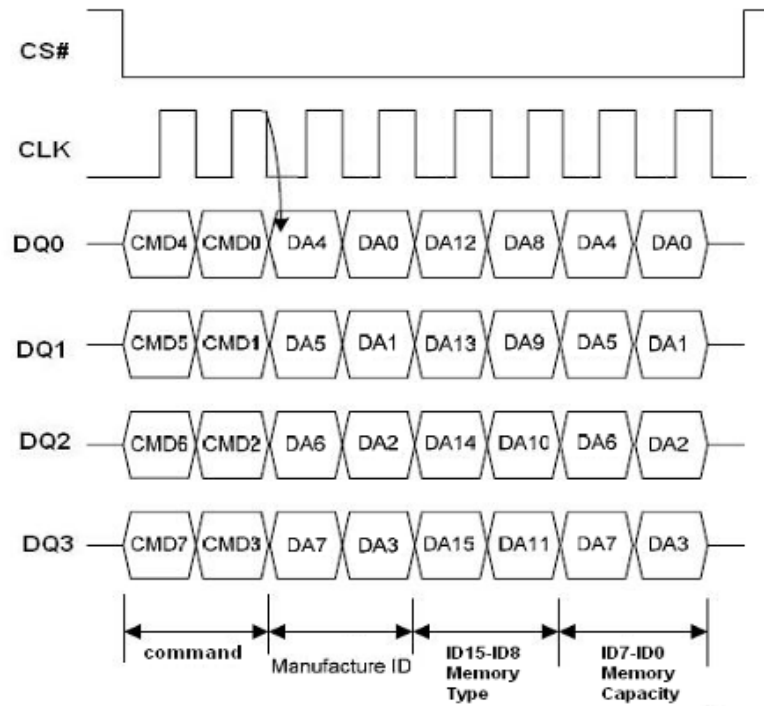 CS#
CLK
DQ0 CMD4 CMD0 DA4 DA0 DA12 DA8 DA4 DA0
DQ1 CMD5 CMD1 DA5 DA1 DA13 DA9 DA5 DA1
DQ2 CMD6 CMD2 DA6 DA2 DA14 DA10 DA6 DA2
DQ3 CMD7 CMD3 DA7 DA3 DA15 DA11 DA7 DA3
command
Manufacture ID
ID15-ID8
Memory
Type
ID7-ID0
Memory
Capacity